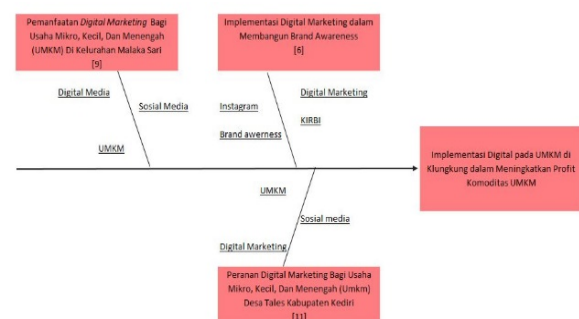 Pemanfaatan Digital Marketing Bagi
Usaha Mikro, Kecil, Dan Menengah
(UMKM) Di Kelurahan Malaka Sari
[9]
Implementasi Digital Marketing dalam
Membangun Brand Awareness
[6]
Digital Media
Sosial Media
UMKM
Instagram
Brand awerness
Digital Marketing
KIRBI
Implementasi Digital pada UMKM di
Klungkung dalam Meningkatkan Profit
Komoditas UMKM
UMKM
Sosial media
Digital Marketing
Peranan Digital Marketing Bagi Usaha
Mikro, Kecil, Dan Menengah (Umkm)
Desa Tales Kabupaten Kediri
[11]